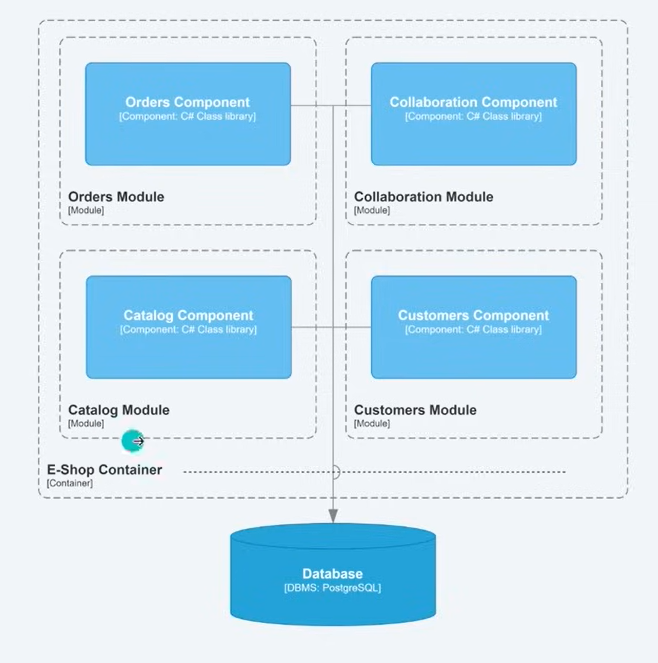 Orders Component
[Component: C# Class library]
Orders Module
[Module]
Collaboration Component
[Component: C# Class library]
Collaboration Module
[Module]
Catalog Component
[Component: C# Class library]
Catalog Module
[Module]
Customers Component
[Component: C# Class library]
Customers Module
[Module]
E-Shop Container
[Container]
Database
[DBMS: PostgreSQL]